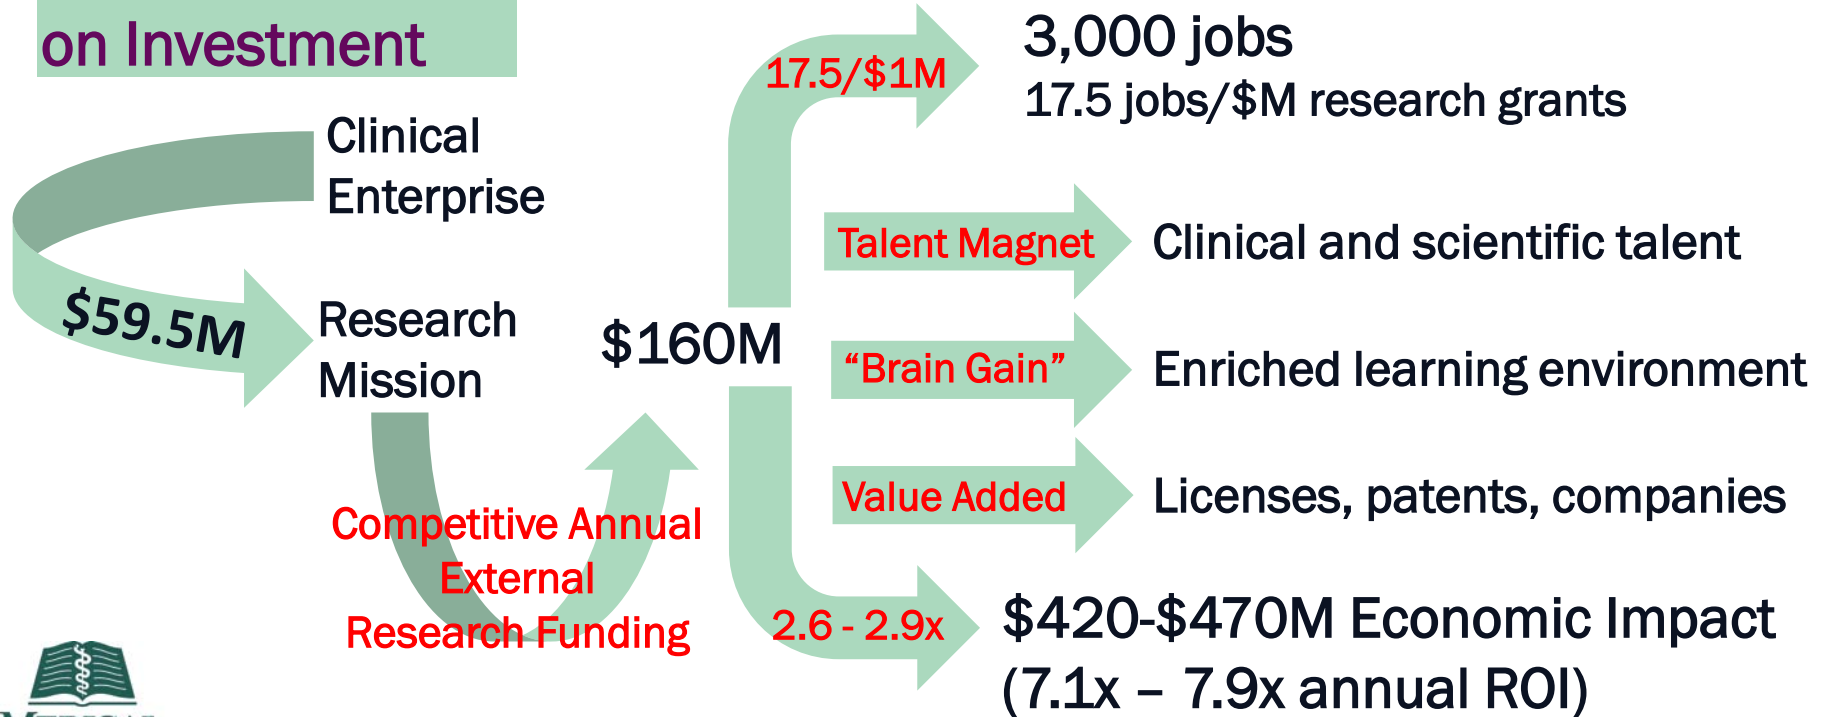 on Investment
Clinical
Enterprise
$59.5M
Research
Mission
Competitive Annual
External
Research Funding
$160M
17.5/$1M
3,000 jobs
17.5 jobs/$M research grants
Talent Magnet
Clinical and scientific talent
“Brain Gain”
Enriched learning environment
Value Added
Licenses, patents, companies
2.6 - 2.9x
$420-$470M Economic Impact
(7.1x – 7.9x annual ROI)